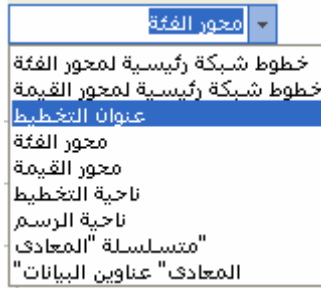 محور الفئة
خطوط شبكة رئيسية لمحور الفئة
خطوط شبكة رئيسية لمحور القيمة
عنوان التخطيط
محور الفئة
محور القيمة
ناحية التخطيط
ناحية الرسم
متسلسلة "المعادى"
"المعادى" عناوين البيانات